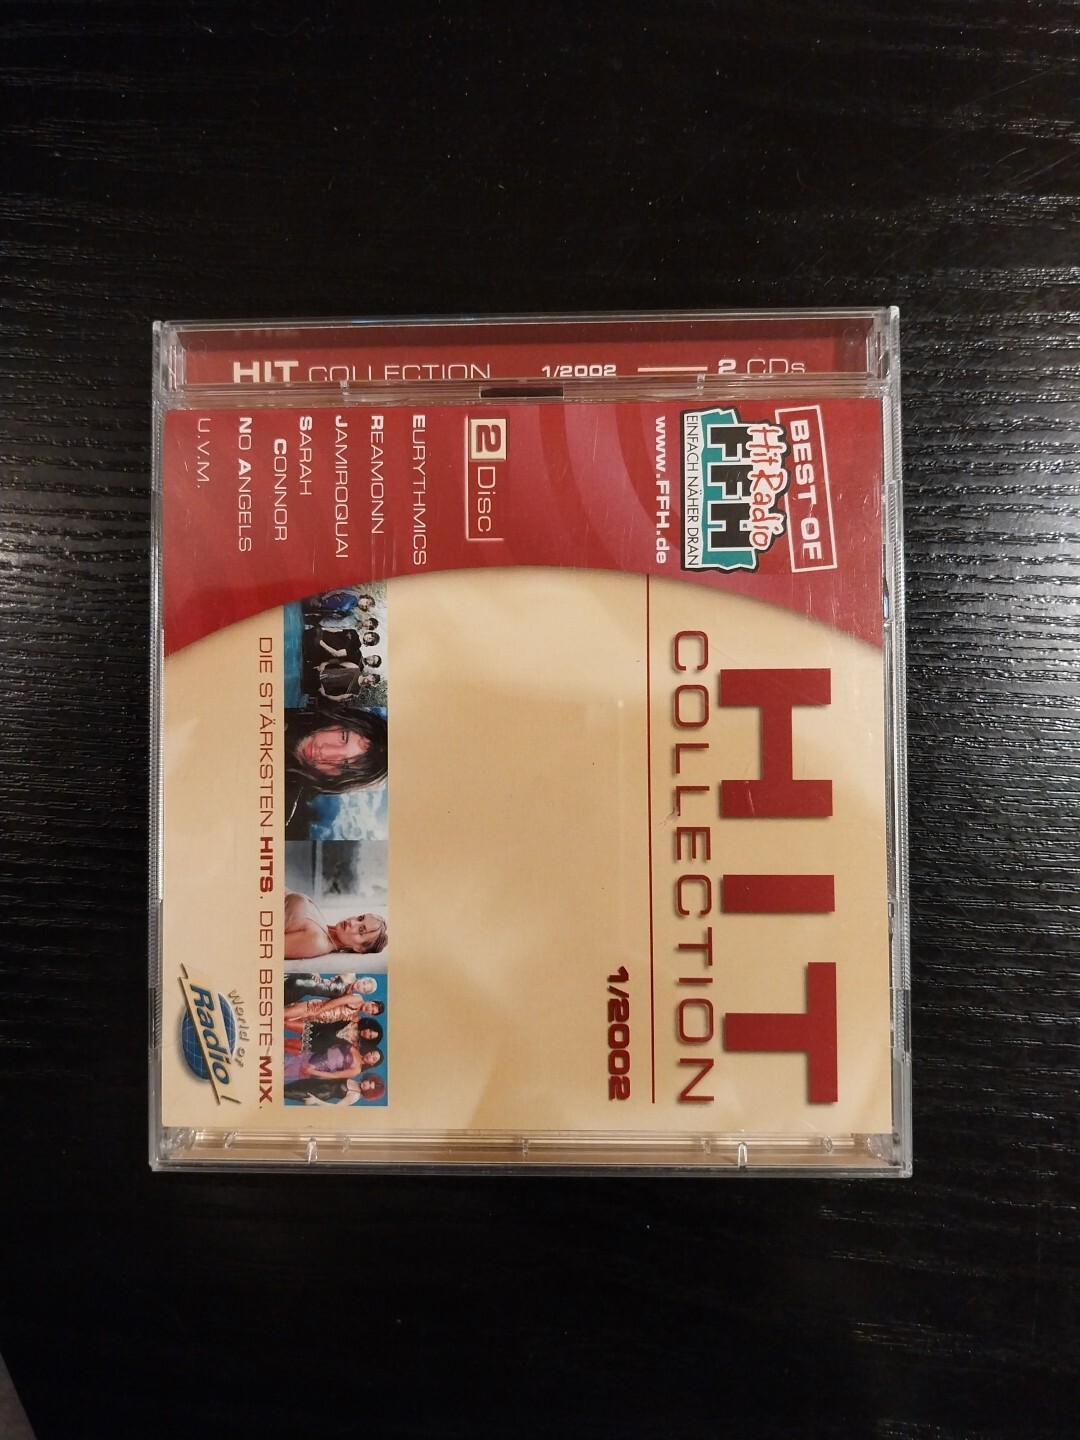 HIT COLLECTION 1/2002 2 CDs
BEST OF
Hit Radio
FFH
EINFACH NÄHER DRAN
www.FFH.de
HIT
COLLECTION
1/2002
2 Disc
EURYTHMICS
REAMONN
JAMIROQUAI
SARAH
CONNOR
NO ANGELS
U.V.M.
DIE STÄRKSTEN HITS. DER BESTE MIX.
World of
Radio!